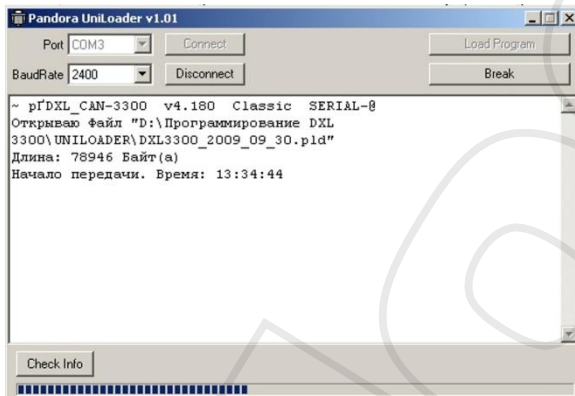 Pandora UniLoader v1.01
Port COM3 Connect Load Program
BaudRate 2400 Disconnect Break
~ pҐDXL_CAN-3300 v4.180 Classic SERIAL-@
Открываю Файл "D:\Программирование DXL
3300\UNILOADER\DXL3300_2009_09_30.pld"
Длина: 78946 Байт(а)
Начало передачи. Время: 13:34:44
Check Info